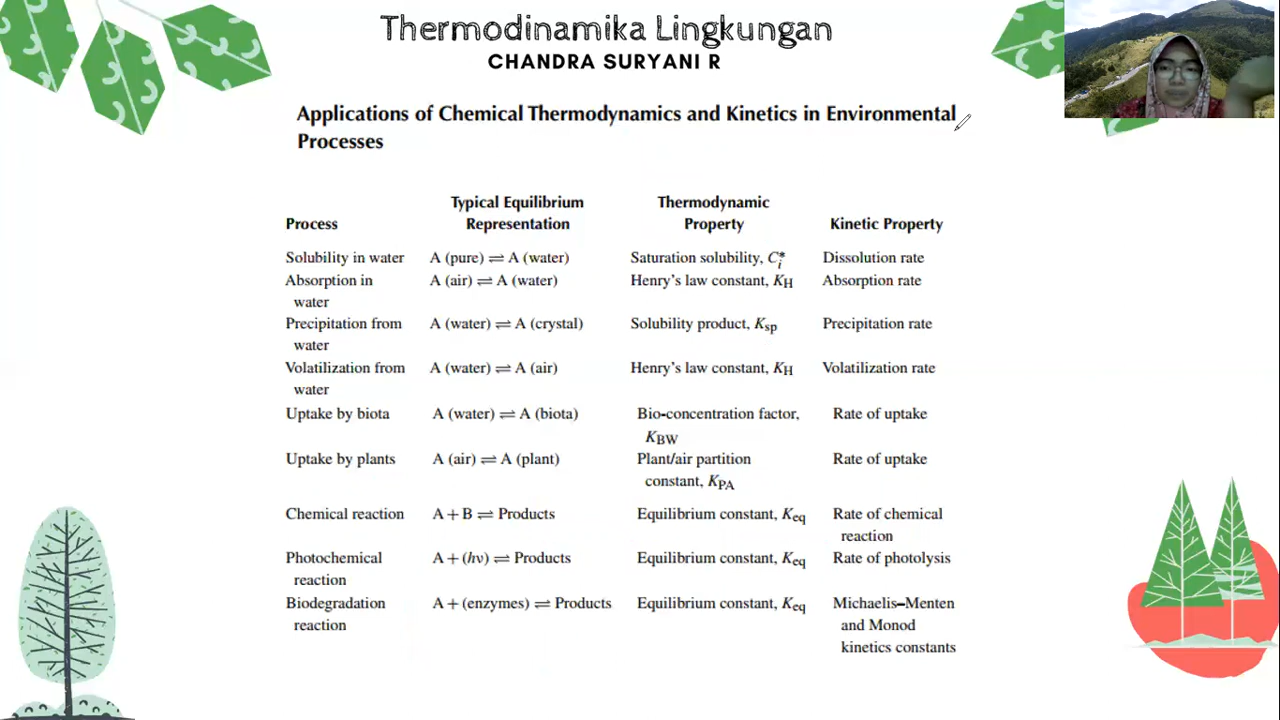 Thermodinamika Lingkungan
CHANDRA SURYANI R
Applications of Chemical Thermodynamics and Kinetics in Environmental
Processes
Process
Typical Equilibrium
Representation
Thermodynamic
Property
Kinetic Property
Solubility in water A (pure) ⇌ A (water) Saturation solubility, C*i Dissolution rate
Absorption in A (air) ⇌ A (water) Henry's law constant, KH Absorption rate
water
Precipitation from A (water) ⇌ A (crystal) Solubility product, Ksp Precipitation rate
water
Volatilization from A (water) ⇌ A (air) Henry's law constant, KH Volatilization rate
water
Uptake by biota A (water) ⇌ A (biota) Bio-concentration factor, Rate of uptake
KBW
Uptake by plants A (air) ⇌ A (plant) Plant/air partition Rate of uptake
constant, KPA
Chemical reaction A + B ⇌ Products Equilibrium constant, Keq Rate of chemical
reaction
Photochemical A + (hν) ⇌ Products Equilibrium constant, Keq Rate of photolysis
reaction
Biodegradation A + (enzymes) ⇌ Products Equilibrium constant, Keq Michaelis–Menten
reaction and Monod
kinetics constants